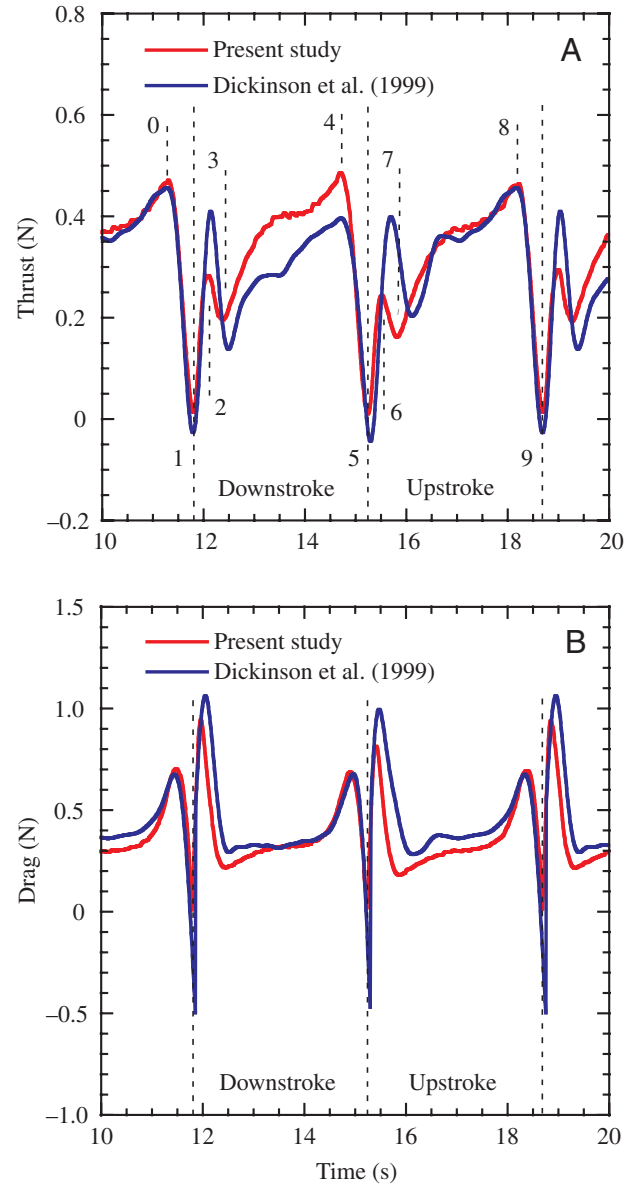 A
Present study
Dickinson et al. (1999)
0.8
0.6
0.4
0.2
0
–0.2
Thrust (N)
0
3
4
7
8
2
6
1
5
9
Downstroke
Upstroke
10
12
14
16
18
20
B
Present study
Dickinson et al. (1999)
1.5
1.0
0.5
0
–0.5
–1.0
Drag (N)
Downstroke
Upstroke
10
12
14
16
18
20
Time (s)